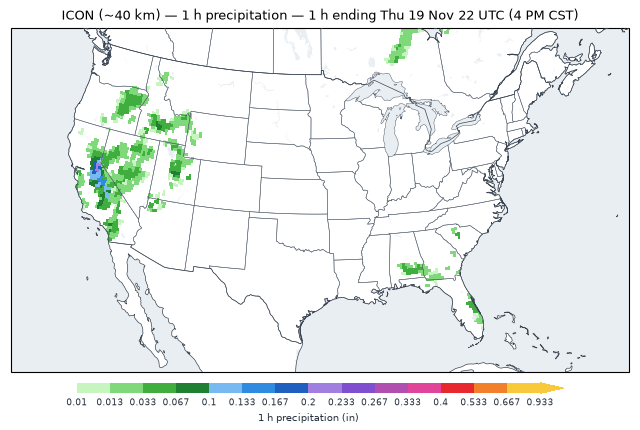 ICON (~40 km) — 1 h precipitation — 1 h ending Thu 19 Nov 22 UTC (4 PM CST)
0.01 0.013 0.033 0.067 0.1 0.133 0.167 0.2 0.233 0.267 0.333 0.4 0.533 0.667 0.933
1 h precipitation (in)